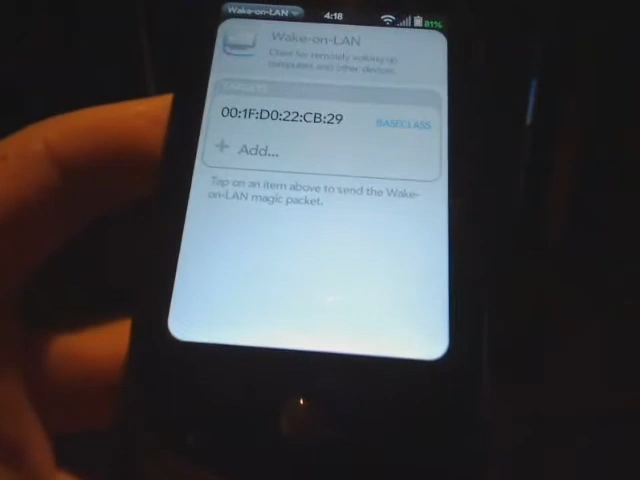 Wake-on-LAN 4:18 81%
Wake-on-LAN
Client for remotely waking up
computers and other devices.
TARGETS
00:1F:D0:22:CB:29 BASECLASS
+ Add...
Tap on an item above to send the Wake-
on-LAN magic packet.